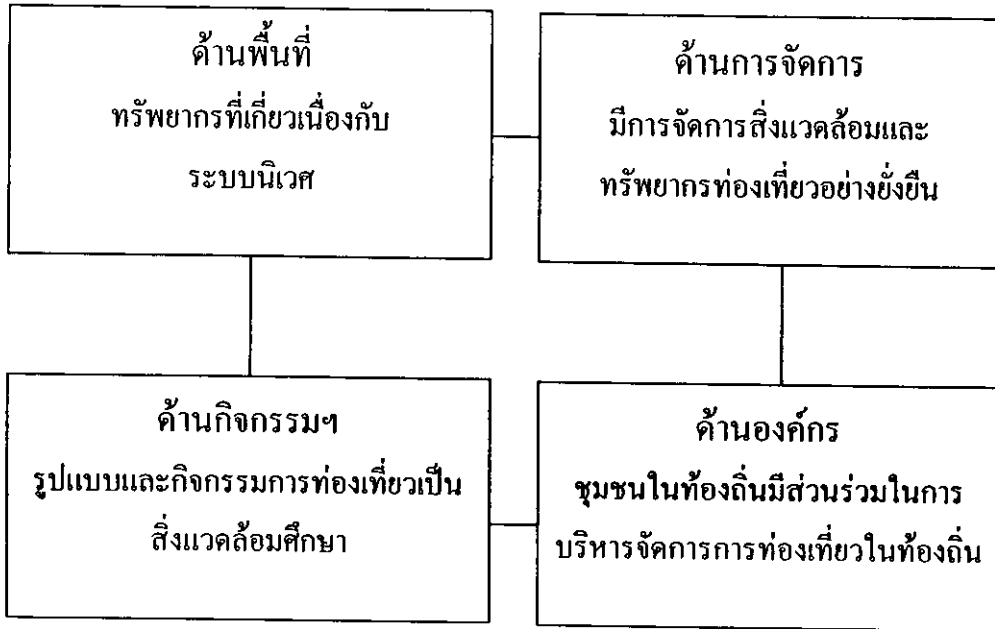 ด้านพื้นที่
ทรัพยากรที่เกี่ยวเนื่องกับ
ระบบนิเวศ
ด้านการจัดการ
มีการจัดการสิ่งแวดล้อมและ
ทรัพยากรท่องเที่ยวอย่างยั่งยืน
ด้านกิจกรรมฯ
รูปแบบและกิจกรรมการท่องเที่ยวเป็น
สิ่งแวดล้อมศึกษา
ด้านองค์กร
ชุมชนในท้องถิ่นมีส่วนร่วมในการ
บริหารจัดการการท่องเที่ยวในท้องถิ่น